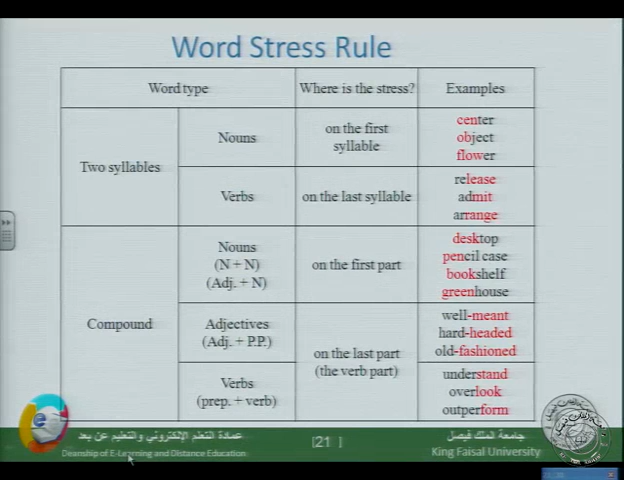 Word Stress Rule
Word type
Where is the stress?
Examples
Two syllables
Nouns
on the first
syllable
center
object
flower
Verbs
on the last syllable
release
admit
arrange
Compound
Nouns
(N + N)
(Adj. + N)
on the first part
desktop
pencil case
bookshelf
greenhouse
Adjectives
(Adj. + P.P.)
on the last part
(the verb part)
well-meant
hard-headed
old-fashioned
Verbs
(prep. + verb)
understand
overlook
outperform
عمادة التعلم الإلكتروني والتعليم عن بعد
Deanship of E-Learning and Distance Education
[21 ]
جامعة الملك فيصل
King Faisal University